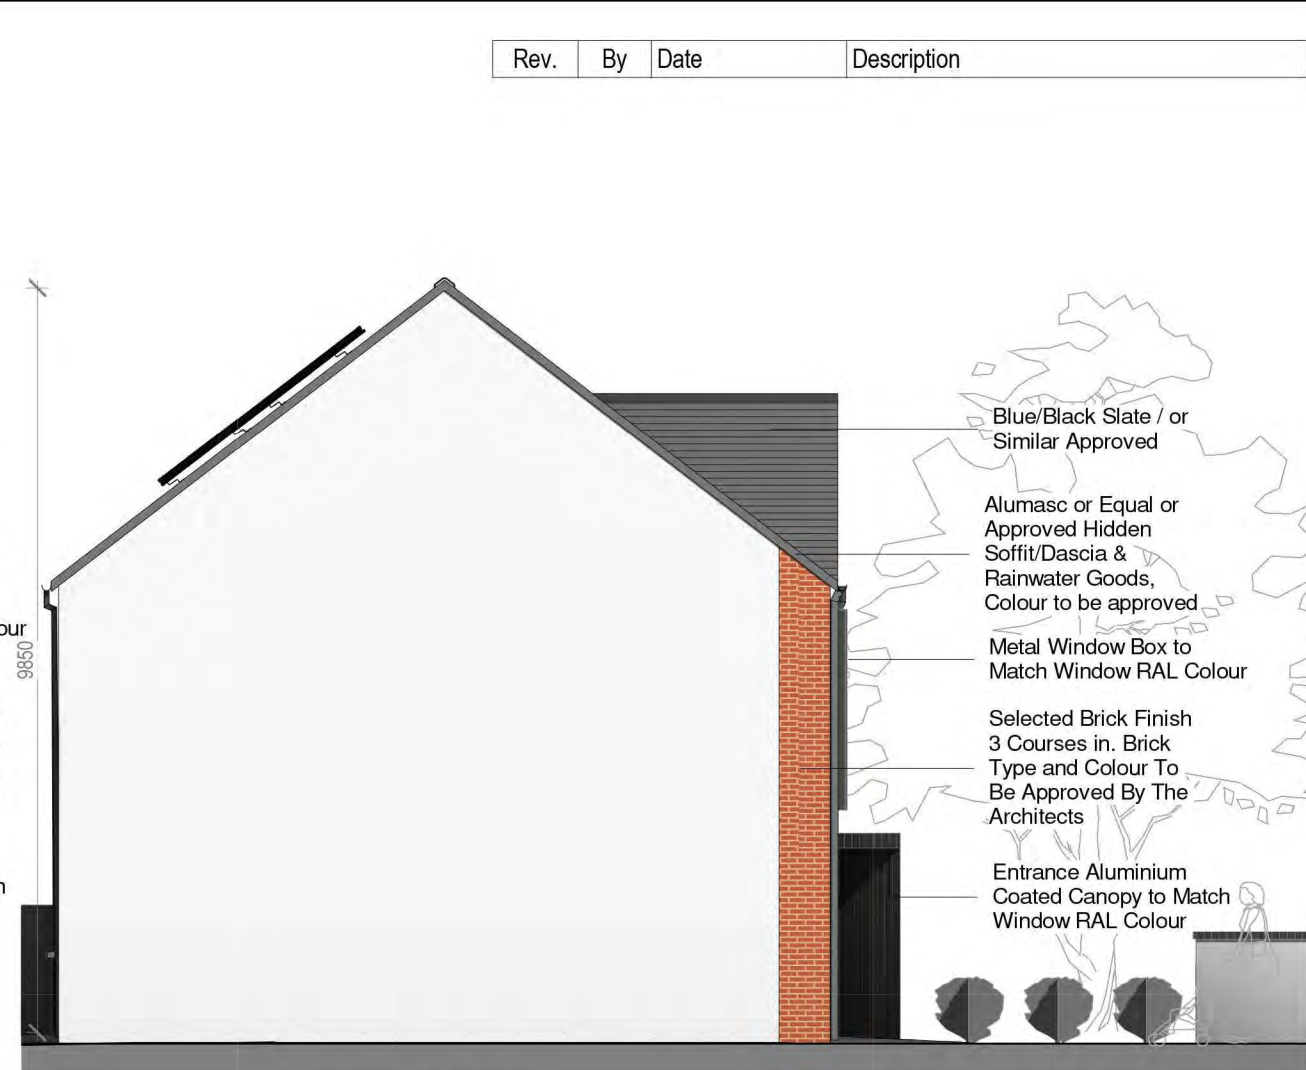 Rev. By Date Description
Blue/Black Slate / or
Similar Approved
Alumasc or Equal or
Approved Hidden
Soffit/Dascia &
Rainwater Goods,
Colour to be approved
Metal Window Box to
Match Window RAL Colour
Selected Brick Finish
3 Courses in. Brick
Type and Colour To
Be Approved By The
Architects
Entrance Aluminium
Coated Canopy to Match
Window RAL Colour
our
9850